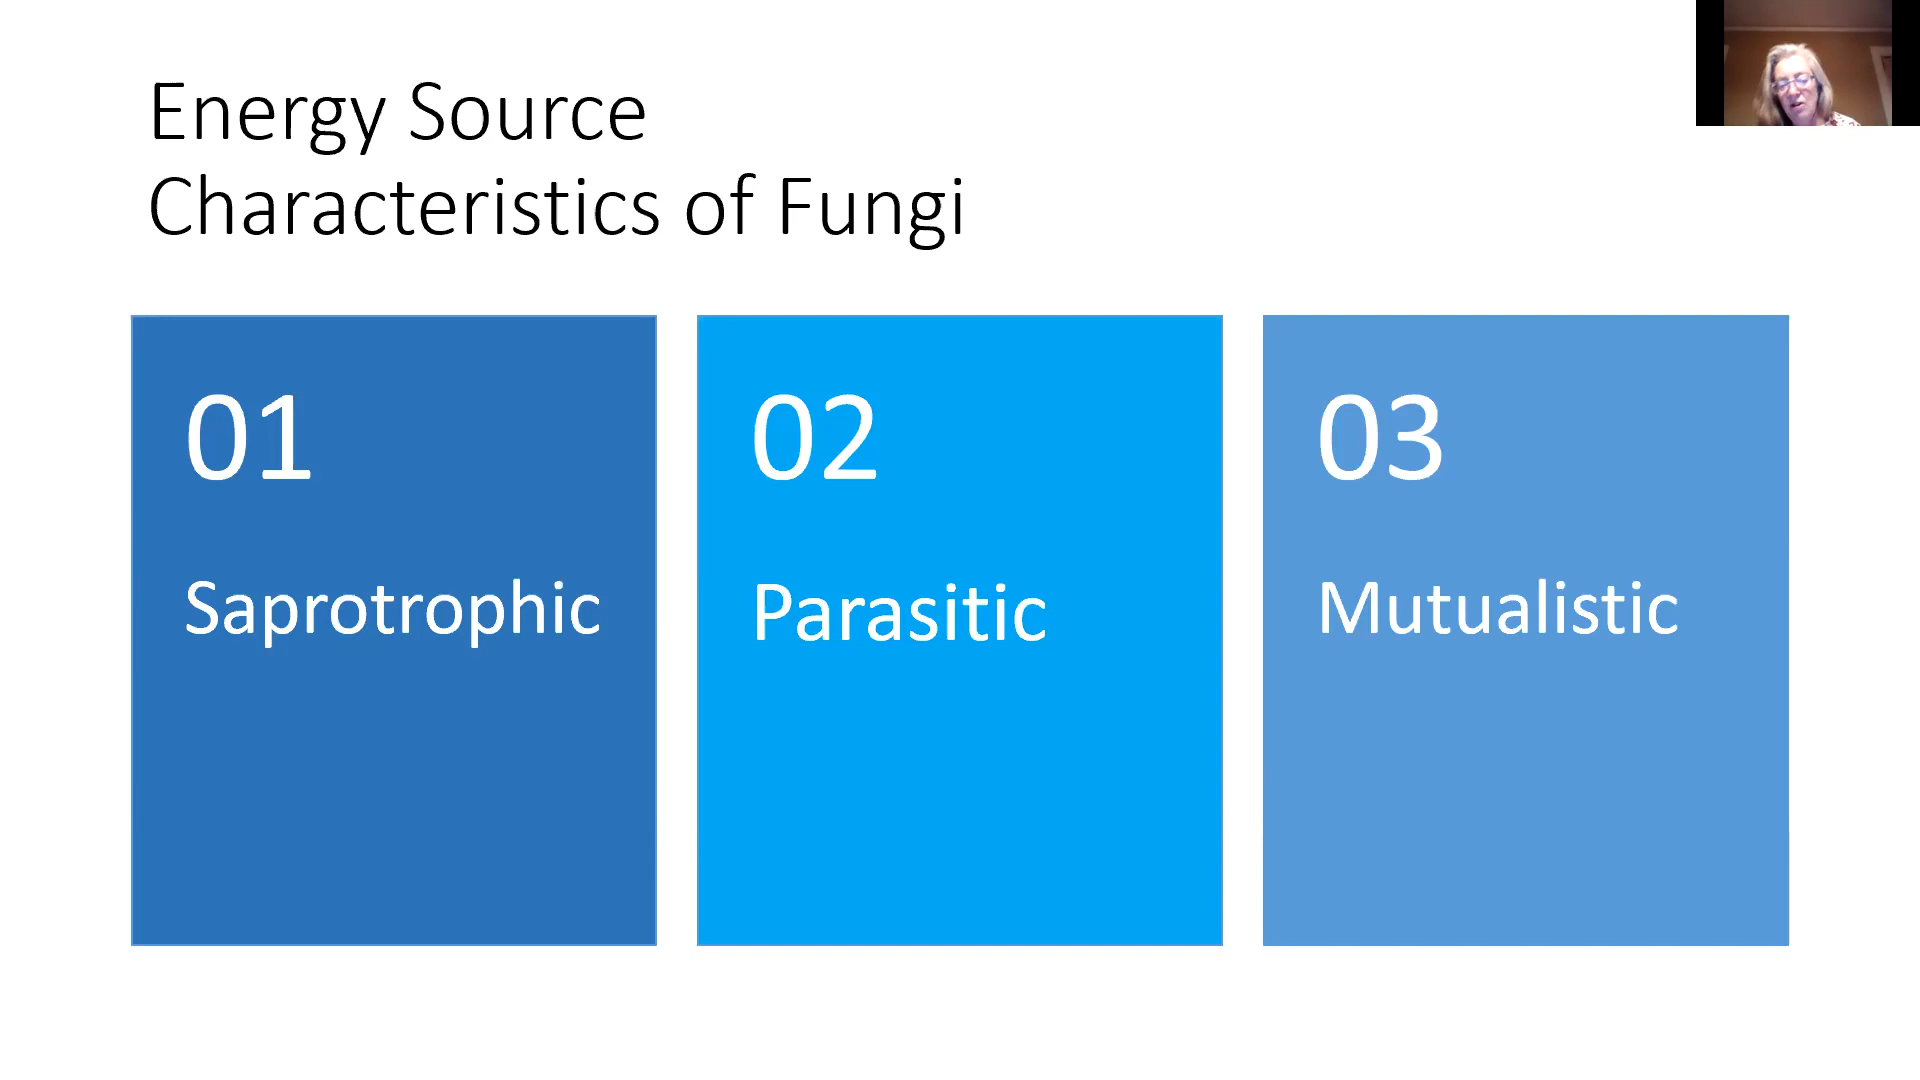 Energy Source
Characteristics of Fungi
01
Saprotrophic
02
Parasitic
03
Mutualistic